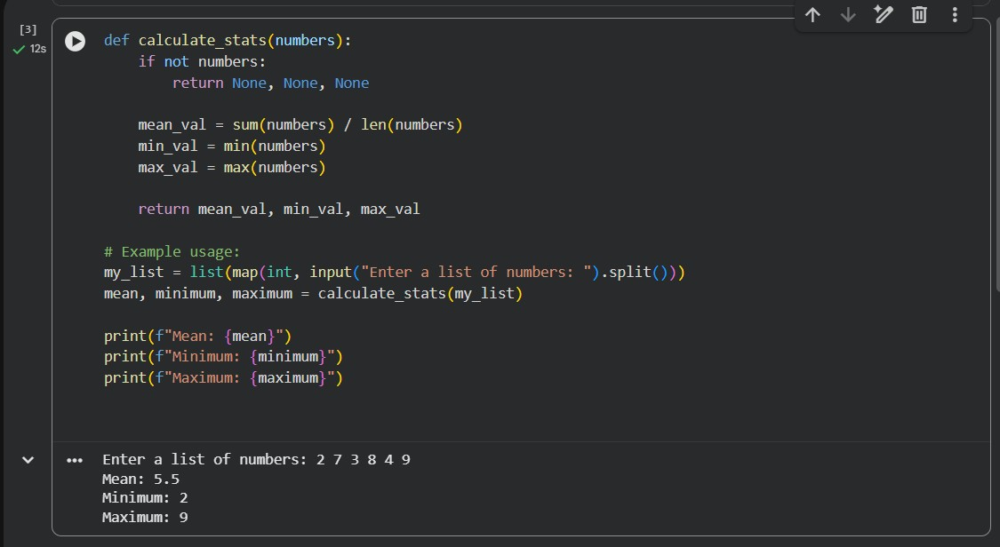 [3]
12s
def calculate_stats(numbers):
    if not numbers:
        return None, None, None

    mean_val = sum(numbers) / len(numbers)
    min_val = min(numbers)
    max_val = max(numbers)

    return mean_val, min_val, max_val

# Example usage:
my_list = list(map(int, input("Enter a list of numbers: ").split()))
mean, minimum, maximum = calculate_stats(my_list)

print(f"Mean: {mean}")
print(f"Minimum: {minimum}")
print(f"Maximum: {maximum}")

Enter a list of numbers: 2 7 3 8 4 9
Mean: 5.5
Minimum: 2
Maximum: 9